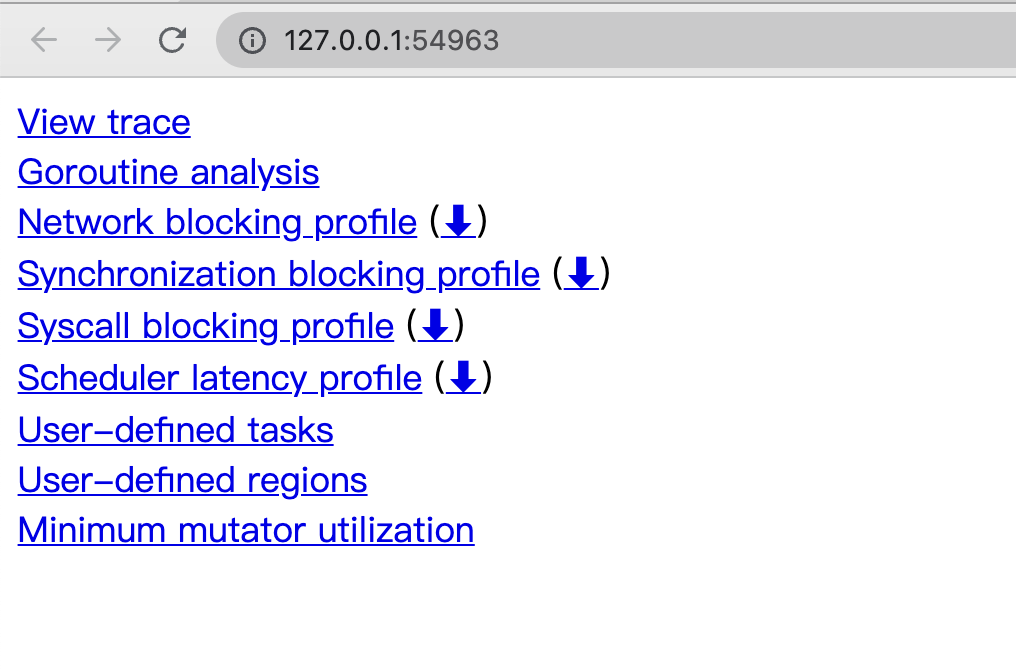 127.0.0.1:54963
View trace
Goroutine analysis
Network blocking profile (⬇)
Synchronization blocking profile (⬇)
Syscall blocking profile (⬇)
Scheduler latency profile (⬇)
User-defined tasks
User-defined regions
Minimum mutator utilization